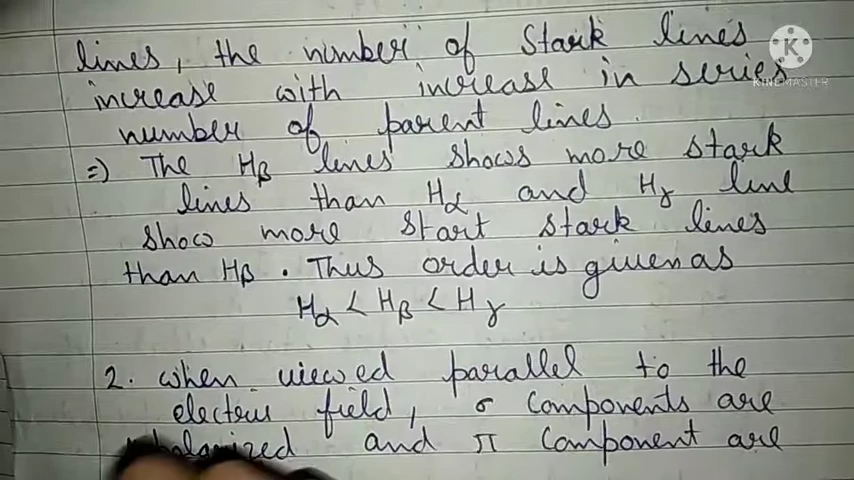 lines, the number of Stark lines
KINEMASTER
increase with increase in series
number of parent lines.
=) The Hβ lines shows more stark
lines than Hα and Hγ line
show more start stark lines
than Hβ . Thus order is given as
Hα < Hβ < Hγ
2. when viewed parallel to the
electric field, σ components are
and π component are